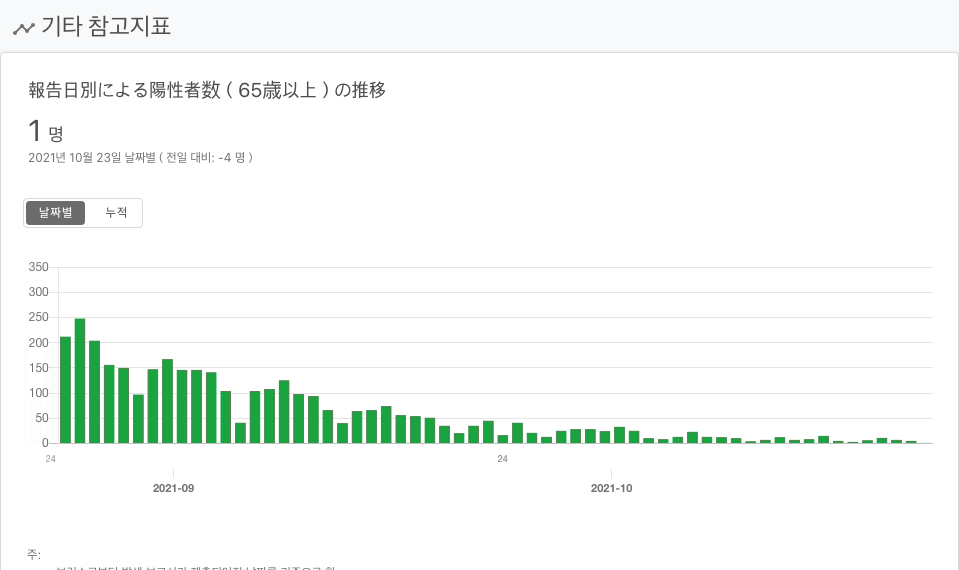 기타 참고지표
報告日別による陽性者数 ( 65歳以上 ) の推移
1 명
2021년 10월 23일 날짜별 ( 전일 대비: -4 명 )
날짜별 누적
350
300
250
200
150
100
50
0
24 24
2021-09 2021-10
주: